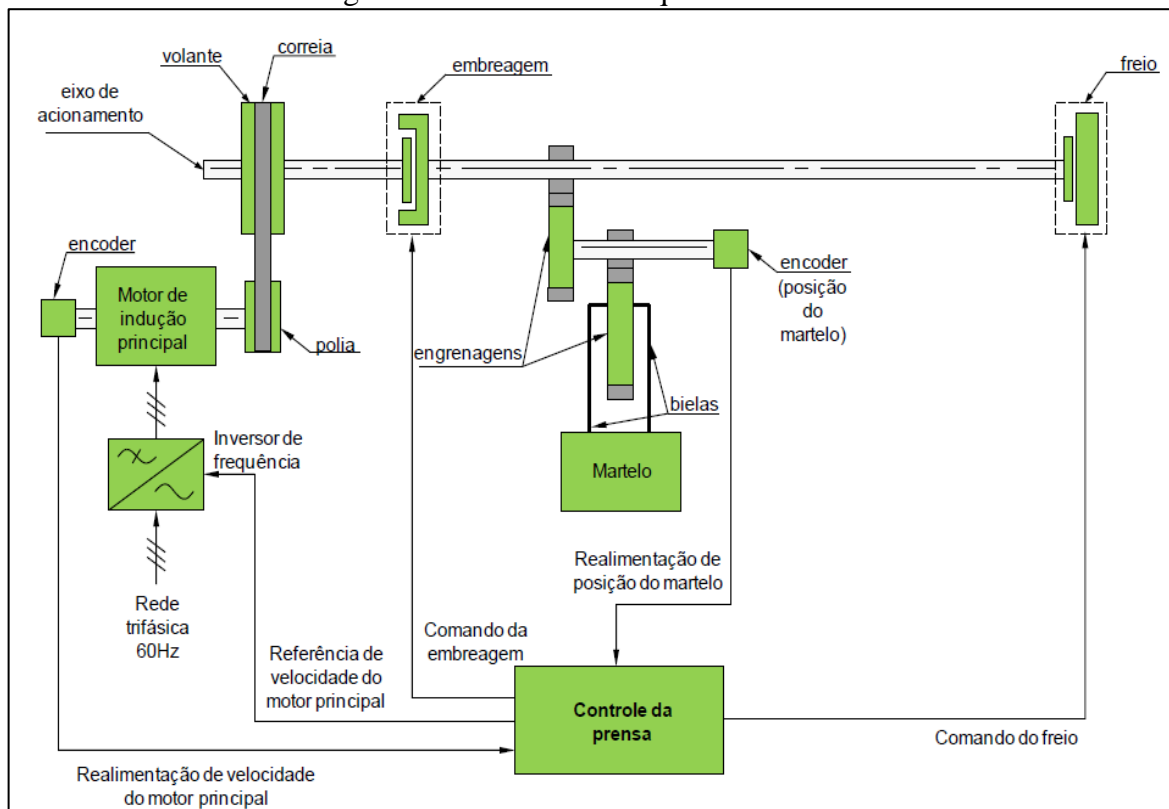 correia
volante
embreagem
freio
eixo de
acionamento
encoder
Motor de
indução
principal
polia
engrenagens
encoder
(posição
do
martelo)
bielas
Martelo
Inversor de
frequência
Rede
trifásica
60Hz
Realimentação de
posição do martelo
Comando da
embreagem
Referência de
velocidade do
motor principal
Controle da
prensa
Comando do freio
Realimentação de velocidade
do motor principal